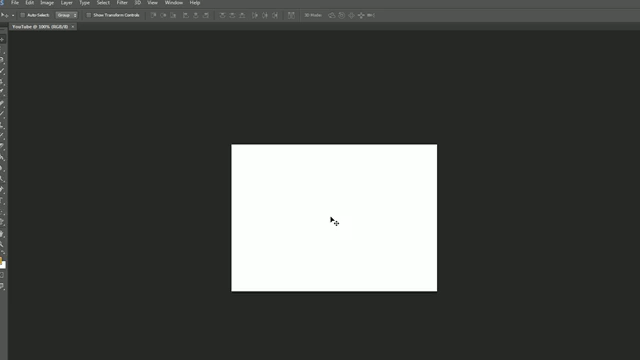 File Edit Image Layer Type Select Filter 3D View Window Help
Auto-Select: Group Show Transform Controls 3D Mode:
YouTube @ 100% (RGB/8) ×